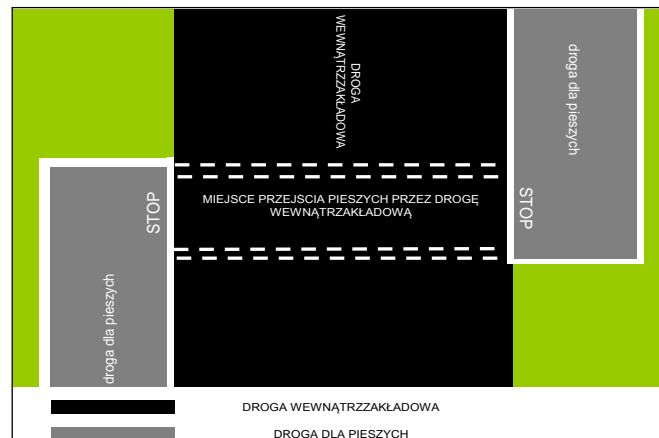 DROGA
WEWNĄTRZZAKŁADOWA
droga dla pieszych
MIEJSCE PRZEJŚCIA PIESZYCH PRZEZ DROGĘ
WEWNĄTRZAKŁADOWĄ
STOP
STOP
droga dla pieszych
DROGA WEWNĄTRZZAKŁADOWA
DROGA DLA PIESZYCH